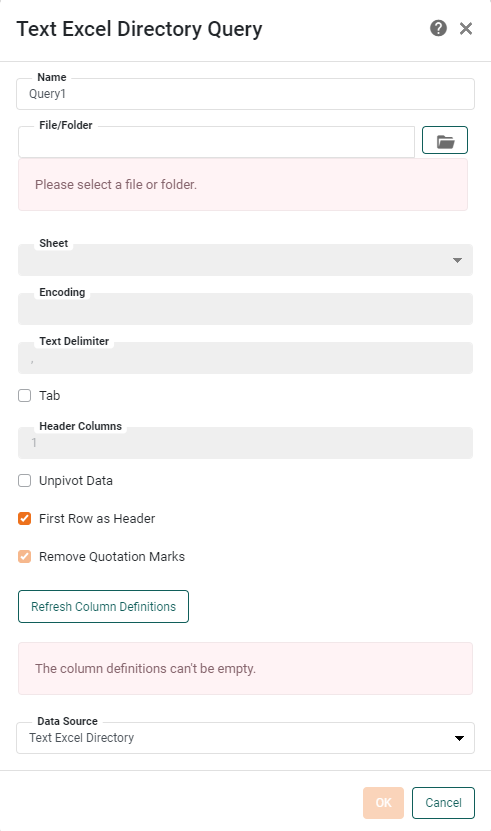 Text Excel Directory Query
Name
Query1
File/Folder
Please select a file or folder.
Sheet
Encoding
Text Delimiter
,
Tab
Header Columns
1
Unpivot Data
First Row as Header
Remove Quotation Marks
Refresh Column Definitions
The column definitions can't be empty.
Data Source
Text Excel Directory
OK Cancel